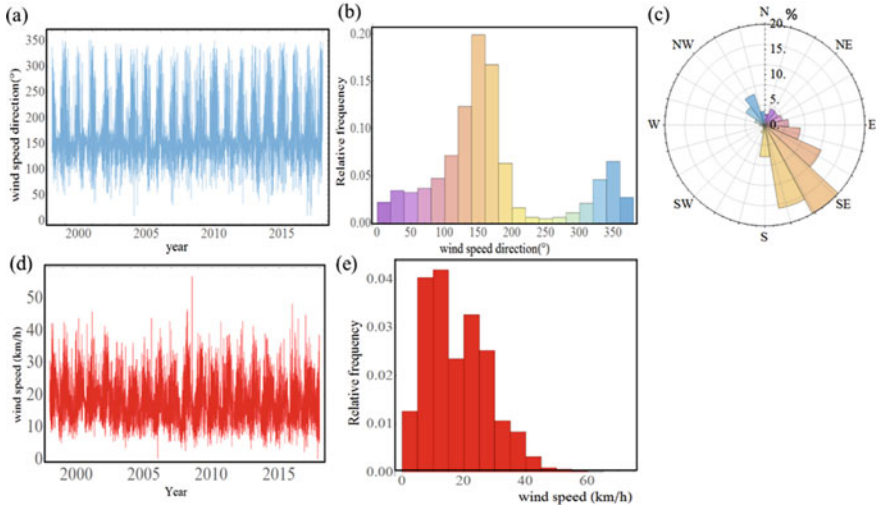 (a)
350
300
250
200
150
100
50
0
wind speed direction(°)
2000
2005
2010
2015
year
(b)
0.20
0.15
0.10
0.05
0.00
Relative frequency
0
50
100
150
200
250
300
350
wind speed direction(°)
(c)
N
20
%
15.
10.
5.
0
NE
E
SE
S
SW
W
NW
(d)
50
40
30
20
10
0
wind speed (km/h)
2000
2005
2010
2015
Year
(e)
0.04
0.03
0.02
0.01
0.00
Relative frequency
0
20
40
60
wind speed (km/h)